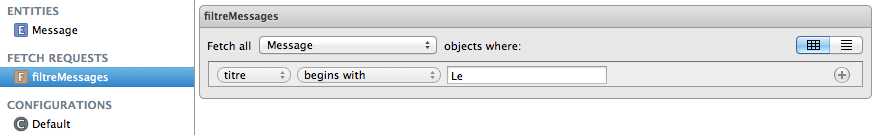 ENTITIES
E Message
FETCH REQUESTS
F filtreMessages
CONFIGURATIONS
C Default
filtreMessages
Fetch all Message objects where:
titre begins with Le